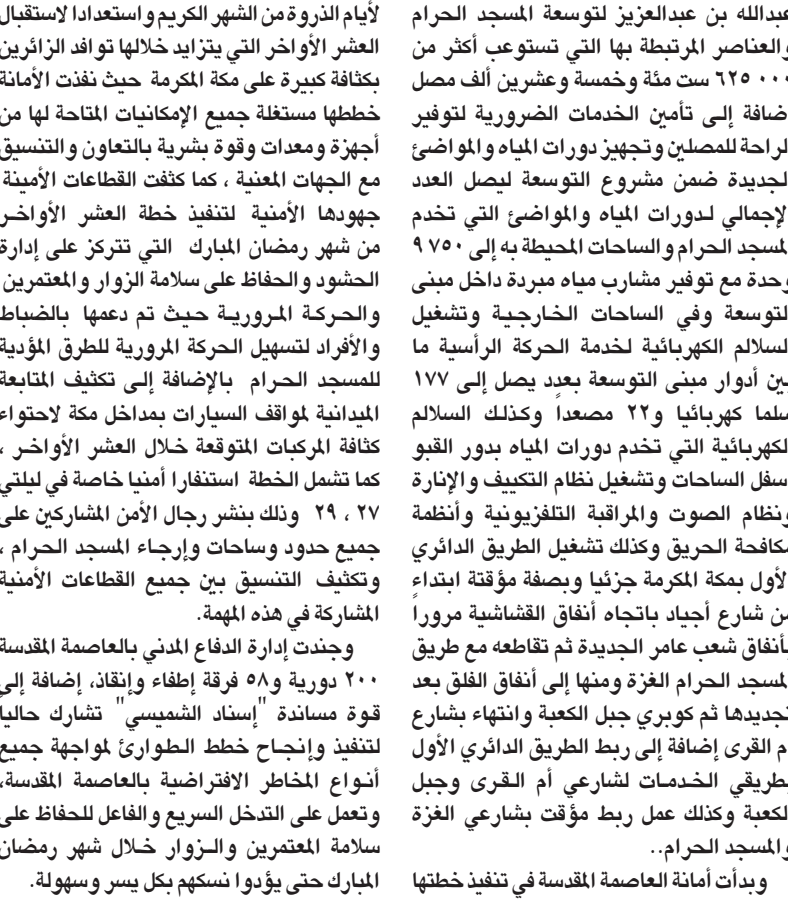 عبدالله بن عبدالعزيز لتوسعة المسجد الحرام
والعناصر المرتبطة بها التي تستوعب أكثر من
٦٢٥٠٠٠ ست مئة وخمسة وعشرين ألف مصل
إضافة إلى تأمين الخدمات الضرورية لتوفير
الراحة للمصلين وتجهيز دورات المياه والمواضئ
الجديدة ضمن مشروع التوسعة ليصل العدد
الإجمالي لدورات المياه والمواضئ التي تخدم
المسجد الحرام والساحات المحيطة به إلى ٩٧٥٠
وحدة مع توفير مشارب مياه مبردة داخل مبنى
التوسعة وفي الساحات الخارجية وتشغيل
السلالم الكهربائية لخدمة الحركة الرأسية ما
بين أدوار مبنى التوسعة بعدد يصل إلى ١٧٧
سلما كهربائيا و٢٢ مصعداً وكذلك السلالم
الكهربائية التي تخدم دورات المياه بدور القبو
أسفل الساحات وتشغيل نظام التكييف والإنارة
ونظام الصوت والمراقبة التلفزيونية وأنظمة
مكافحة الحريق وكذلك تشغيل الطريق الدائري
الأول بمكة المكرمة جزئيا وبصفة مؤقتة ابتداء
من شارع أجياد باتجاه أنفاق القشاشية مروراً
بأنفاق شعب عامر الجديدة ثم تقاطعه مع طريق
المسجد الحرام الغزة ومنها إلى أنفاق الفلق بعد
تجديدها ثم كوبري جبل الكعبة وانتهاء بشارع
أم القرى إضافة إلى ربط الطريق الدائري الأول
بطريقي الخدمات لشارعي أم القرى وجبل
الكعبة وكذلك عمل ربط مؤقت بشارعي الغزة
والمسجد الحرام..
وبدأت أمانة العاصمة المقدسة في تنفيذ خطتها
لأيام الذروة من الشهر الكريم واستعدادا لاستقبال
العشر الأواخر التي يتزايد خلالها توافد الزائرين
بكثافة كبيرة على مكة المكرمة حيث نفذت الأمانة
خططها مستغلة جميع الإمكانيات المتاحة لها من
أجهزة ومعدات وقوة بشرية بالتعاون والتنسيق
مع الجهات المعنية ، كما كثفت القطاعات الأمينة
جهودها الأمنية لتنفيذ خطة العشر الأواخر
من شهر رمضان المبارك التي تتركز على إدارة
الحشود والحفاظ على سلامة الزوار والمعتمرين
والحركة المرورية حيث تم دعمها بالضباط
والأفراد لتسهيل الحركة المرورية للطرق المؤدية
للمسجد الحرام بالإضافة إلى تكثيف المتابعة
الميدانية لمواقف السيارات بمداخل مكة لاحتواء
كثافة المركبات المتوقعة خلال العشر الأواخر ،
كما تشمل الخطة استنفارا أمنيا خاصة في ليلتي
٢٧ ، ٢٩ وذلك بنشر رجال الأمن المشاركين على
جميع حدود وساحات وإرجاء المسجد الحرام ،
وتكثيف التنسيق بين جميع القطاعات الأمنية
المشاركة في هذه المهمة.
وجندت إدارة الدفاع المدني بالعاصمة المقدسة
٢٠٠ دورية و٥٨ فرقة إطفاء وإنقاذ، إضافة إلى
قوة مساندة "إسناد الشميسي" تشارك حالياً
لتنفيذ وإنجاح خطط الطوارئ لمواجهة جميع
أنواع المخاطر الافتراضية بالعاصمة المقدسة،
وتعمل على التدخل السريع والفاعل للحفاظ على
سلامة المعتمرين والزوار خلال شهر رمضان
المبارك حتى يؤدوا نسكهم بكل يسر وسهولة.